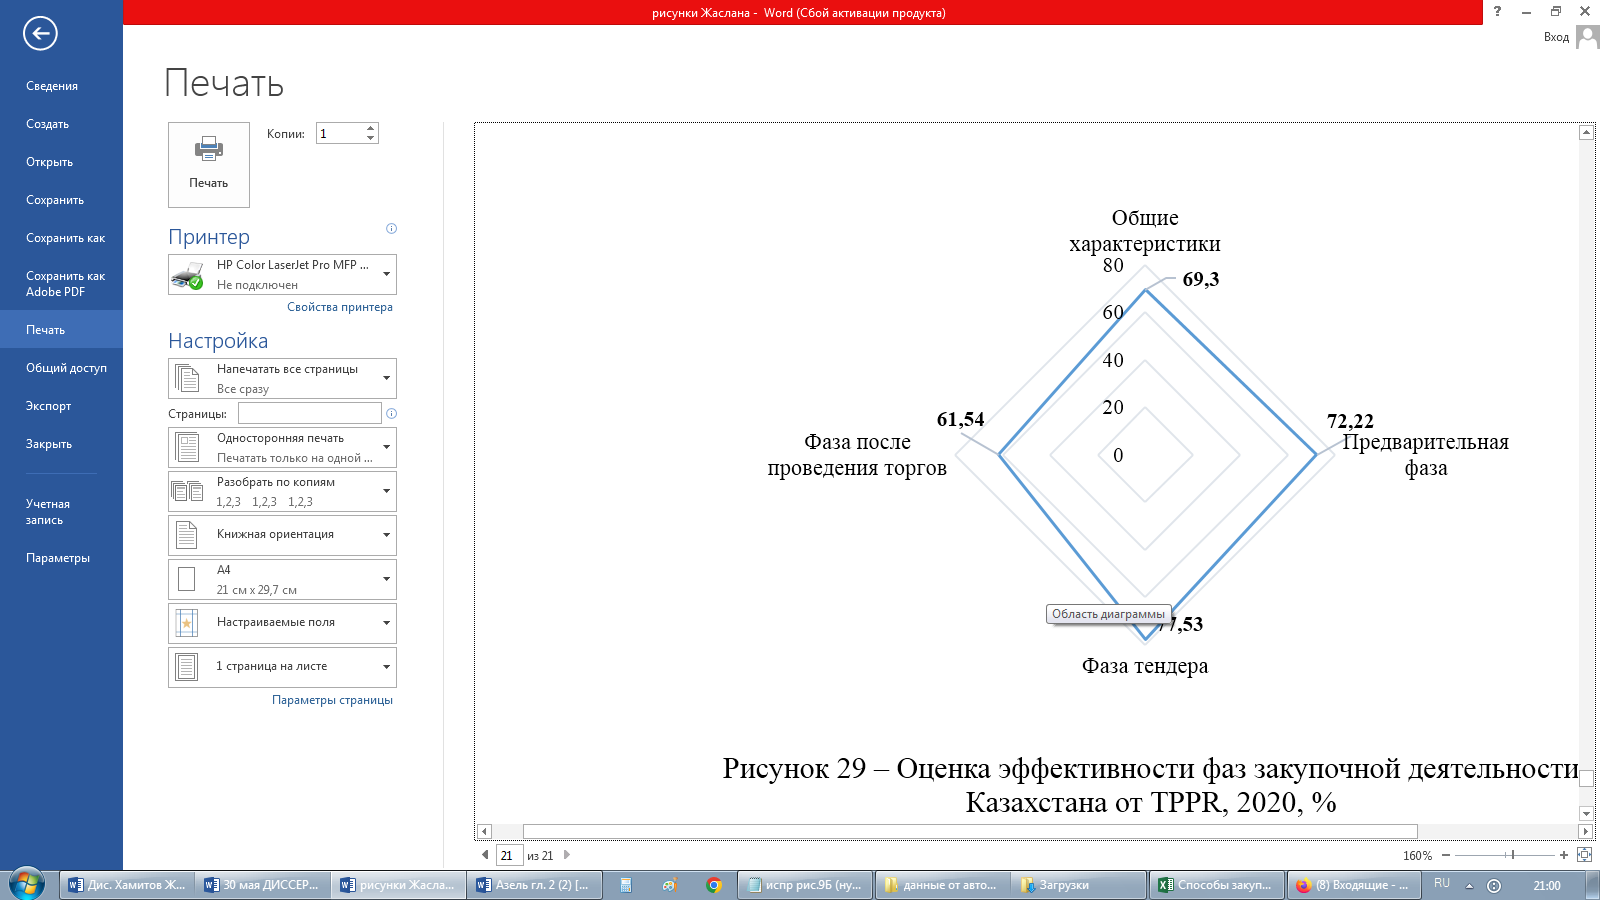 рисунки Жаслана - Word (Сбой активации продукта)
?
Вход
Сведения
Создать
Открыть
Сохранить
Сохранить как
Сохранить как
Adobe PDF
Печать
Общий доступ
Экспорт
Закрыть
Учетная
запись
Параметры
Печать
Печать
Копии: 1
Принтер
HP Color LaserJet Pro MFP ...
Не подключен
Свойства принтера
Настройка
Напечатать все страницы
Все сразу
Страницы:
Односторонняя печать
Печатать только на одной ...
Разобрать по копиям
1,2,3 1,2,3 1,2,3
Книжная ориентация
A4
21 см x 29,7 см
Настраиваемые поля
1 страница на листе
Параметры страницы
Общие
характеристики
80
69,3
60
40
20
0
61,54
Фаза после
проведения торгов
72,22
Предварительная
фаза
Область диаграммы
77,53
Фаза тендера
Рисунок 29 – Оценка эффективности фаз закупочной деятельности
Казахстана от TPPR, 2020, %
21 из 21
160%
Дис. Хамитов Ж...
30 мая ДИССЕР...
рисунки Жасла...
Азель гл. 2 (2) [...
испр рис.9Б (ну...
данные от авто...
Загрузки
Способы закуп...
(8) Входящие - ...
RU
21:00